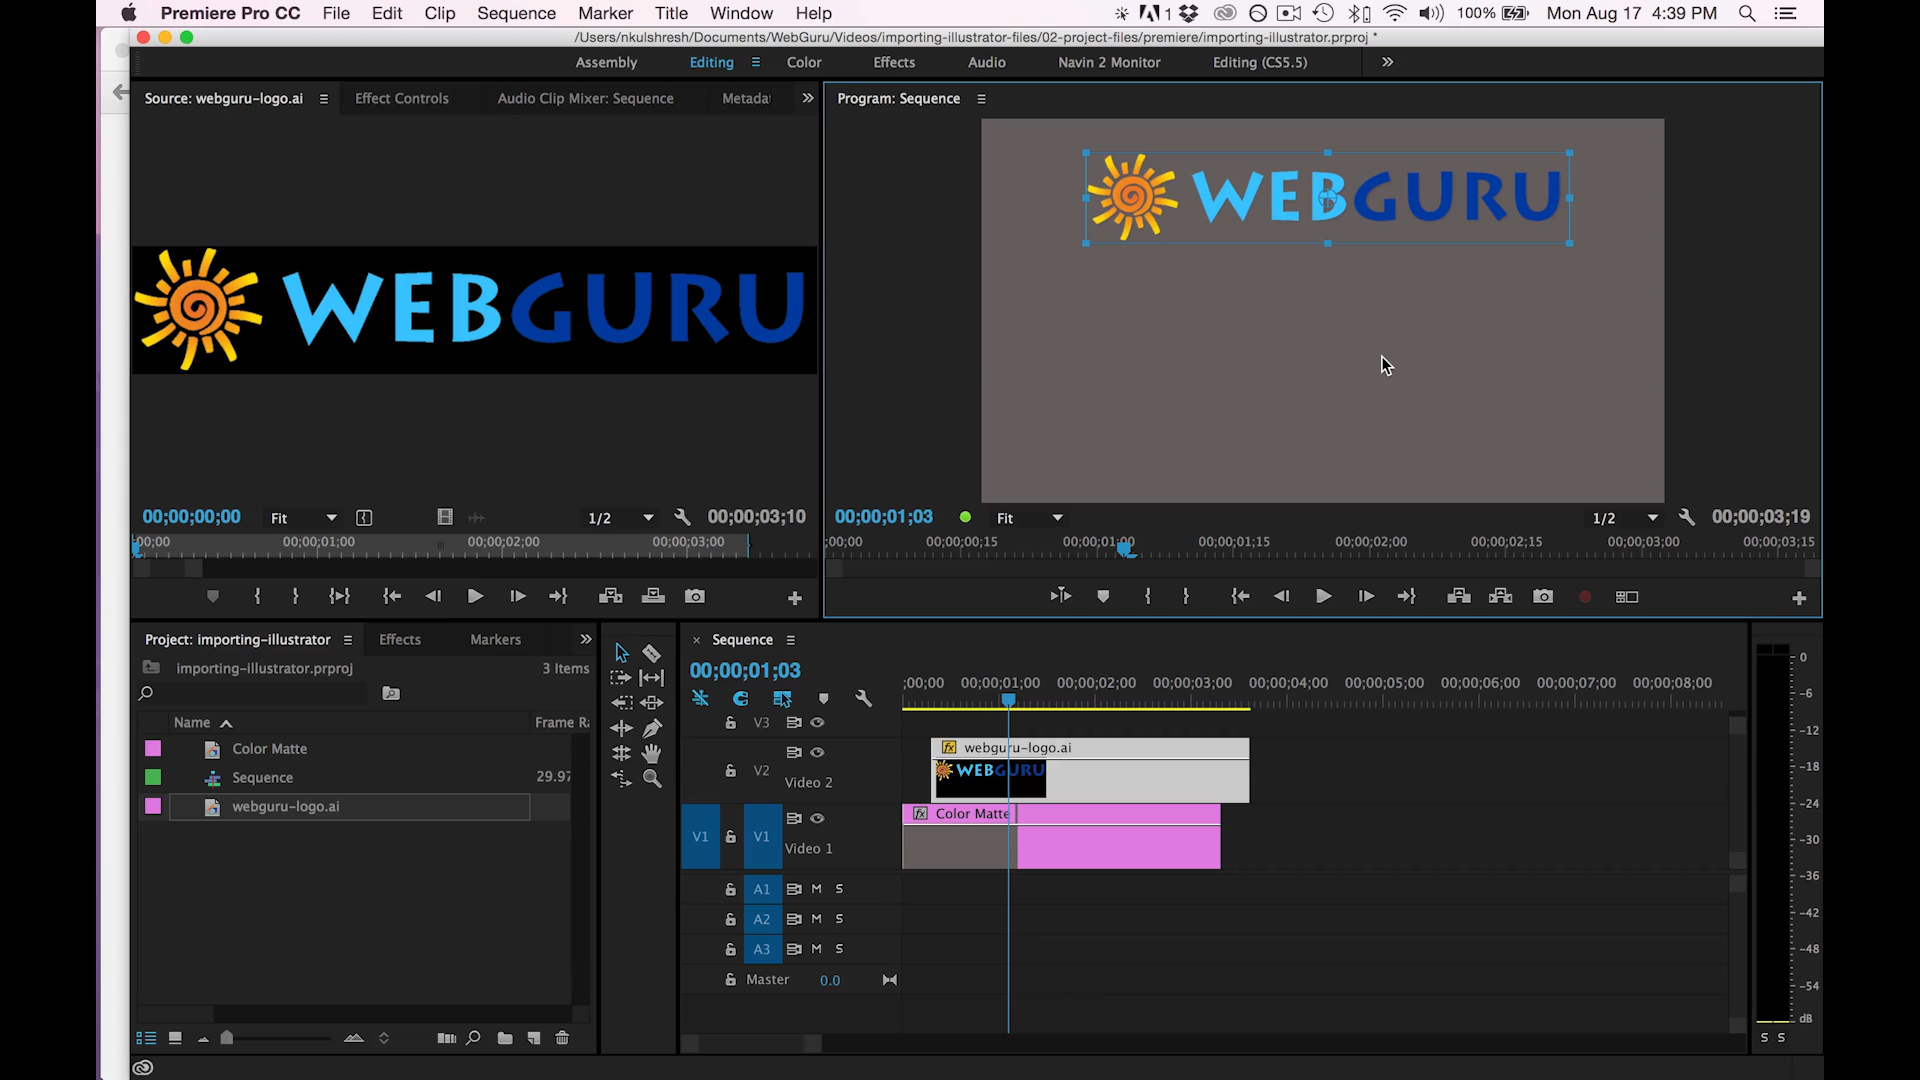 Premiere Pro CC File Edit Clip Sequence Marker Title Window Help 1 100% Mon Aug 17 4:39 PM
/Users/nkulshresh/Documents/WebGuru/Videos/importing-illustrator-files/02-project-files/premiere/importing-illustrator.prproj *
Assembly Editing Color Effects Audio Navin 2 Monitor Editing (CS5.5)
Source: webguru-logo.ai Effect Controls Audio Clip Mixer: Sequence Metada
Program: Sequence
WEBGURU
WEBGURU
00;00;00;00 Fit 1/2 00;00;03;10
00;00;01;03 Fit 1/2 00;00;03;19
:00;00 00;00;01;00 00;00;02;00 00;00;03;00
;00;00 00;00;00;15 00;00;01;00 00;00;01;15 00;00;02;00 00;00;02;15 00;00;03;00 00;00;03;15
Project: importing-illustrator Effects Markers
importing-illustrator.prproj 3 Items
Name Frame Ra
Color Matte
Sequence 29.97
webguru-logo.ai
Sequence
00;00;01;03
;00;00 00;00;01;00 00;00;02;00 00;00;03;00 00;00;04;00 00;00;05;00 00;00;06;00 00;00;07;00 00;00;08;00
V3
webguru-logo.ai
V2 Video 2
WEBGURU
Color Matte
V1 V1 Video 1
A1 M S
A2 M S
A3 M S
Master 0.0
0
-6
-12
-18
-24
-30
-36
-42
-48
-54
dB
S S